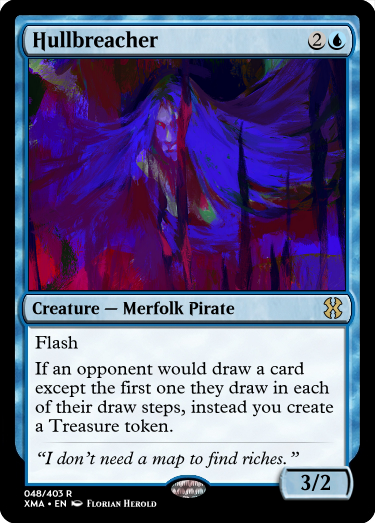 Hullbreacher 2
Creature — Merfolk Pirate
Flash
If an opponent would draw a card
except the first one they draw in each
of their draw steps, instead you create
a Treasure token.
“I don’t need a map to find riches.”
3/2
048/403 R
XMA • EN Florian Herold